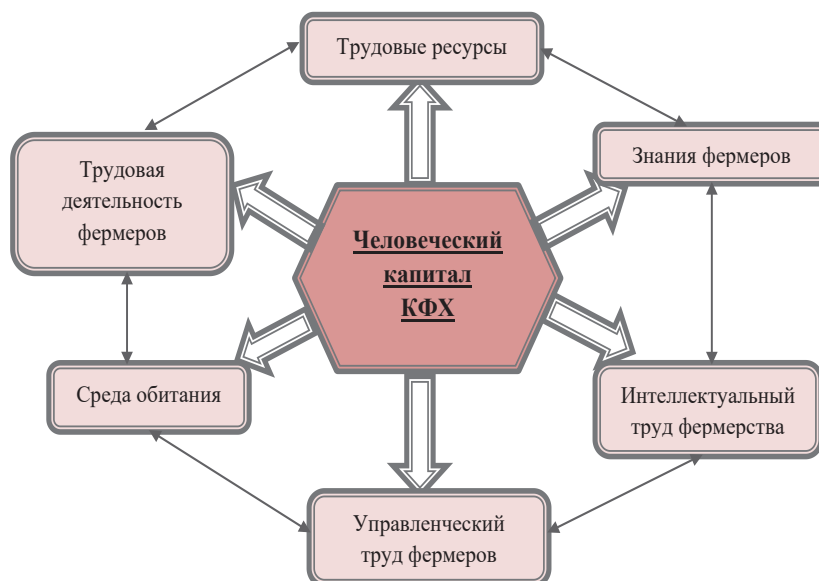 Трудовые ресурсы
Трудовая
деятельность
фермеров
Знания фермеров
Человеческий
капитал
КФХ
Среда обитания
Интеллектуальный
труд фермерства
Управленческий
труд фермеров